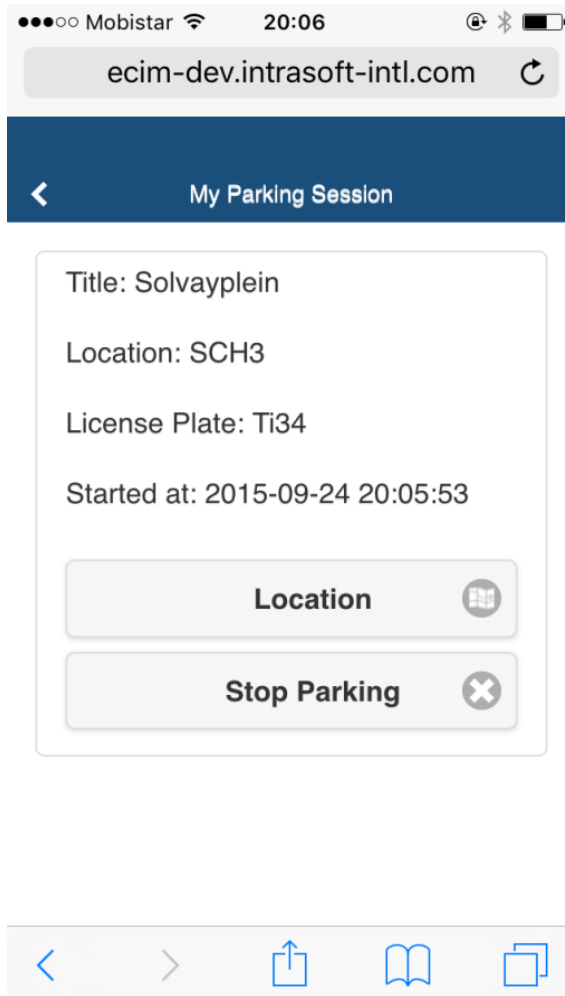 Mobistar 20:06
ecim-dev.intrasoft-intl.com
My Parking Session
Title: Solvayplein
Location: SCH3
License Plate: Ti34
Started at: 2015-09-24 20:05:53
Location
Stop Parking